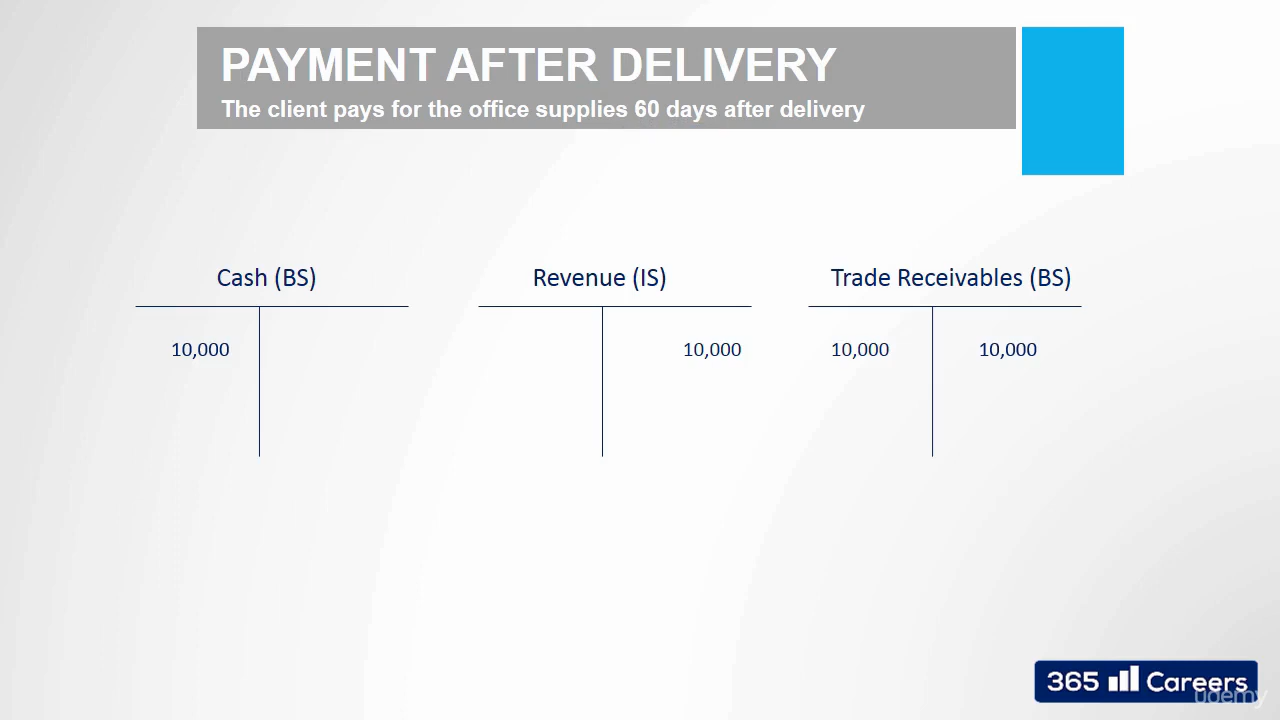 PAYMENT AFTER DELIVERY
The client pays for the office supplies 60 days after delivery
Cash (BS) Revenue (IS) Trade Receivables (BS)
10,000 10,000 10,000 10,000
365 Careers
udemy